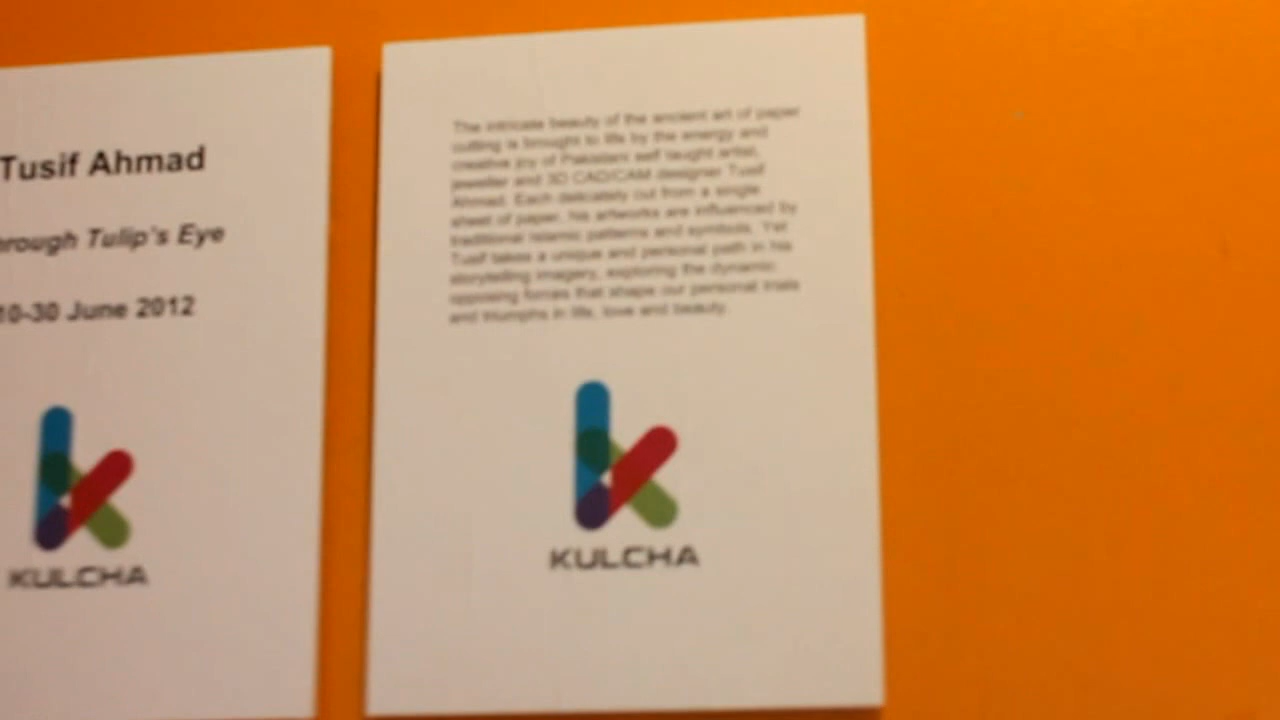 Tusif Ahmad
hrough Tulip's Eye
10-30 June 2012
KULCHA
The intricate beauty of the ancient art of paper
cutting is brought to life by the energy and
creative joy of Pakistani self taught artist,
jeweller and 3D CAD/CAM designer Tusif
Ahmad. Each delicately cut from a single
sheet of paper, his artworks are influenced by
traditional Islamic patterns and symbols. Yet
Tusif takes a unique and personal path in his
storytelling imagery, exploring the dynamic
opposing forces that shape our personal trials
and triumphs in life, love and beauty.
KULCHA